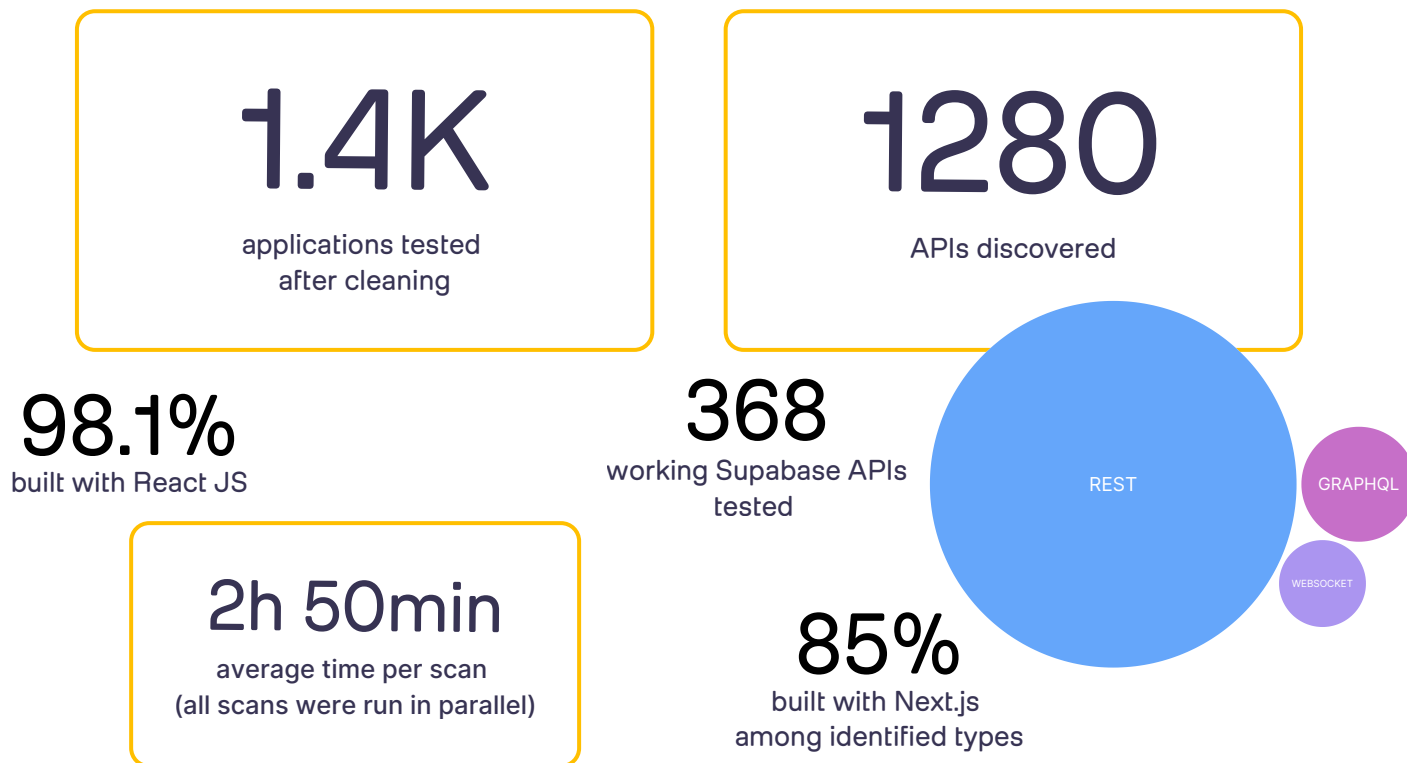 1.4K
applications tested
after cleaning
1280
APIs discovered
98.1%
built with React JS
368
working Supabase APIs
tested
REST
GRAPHQL
WEBSOCKET
2h 50min
average time per scan
(all scans were run in parallel)
85%
built with Next.js
among identified types